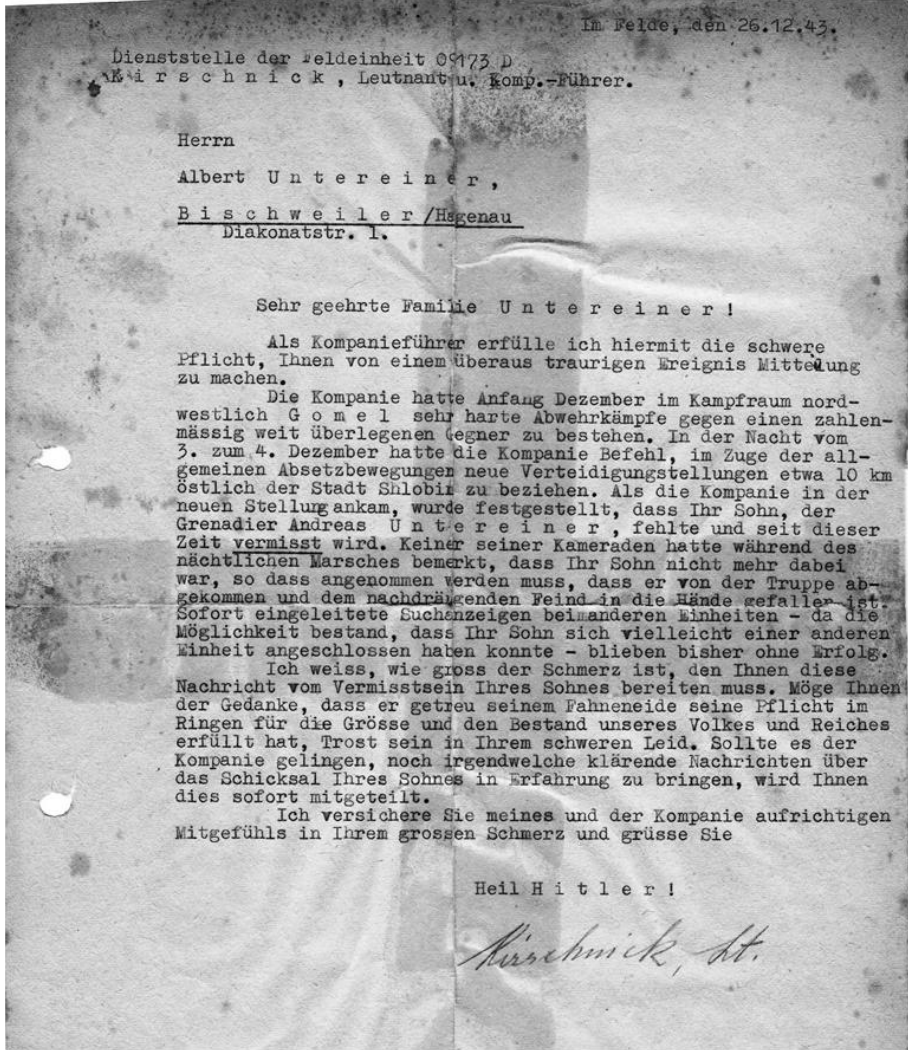 Im Felde, den 26.12.43.
Dienststelle der Feldeinheit 09173 D
K i r s c h n i c k , Leutnant u. Komp.-Führer.
Herrn
Albert U n t e r e i n e r ,
B i s c h w e i l e r /Hagenau
Diakonatstr. 1.
Sehr geehrte Familie U n t e r e i n e r !
Als Kompanieführer erfülle ich hiermit die schwere
Pflicht, Ihnen von einem überaus traurigen Ereignis Mitteilung
zu machen.
Die Kompanie hatte Anfang Dezember im Kampfraum nord-
westlich G o m e l sehr harte Abwehrkämpfe gegen einen zahlen-
mässig weit überlegenen Gegner zu bestehen. In der Nacht vom
3. zum 4. Dezember hatte die Kompanie Befehl, im Zuge der all-
gemeinen Absetzbewegungen neue Verteidigungstellungen etwa 10 km
östlich der Stadt Shlobin zu beziehen. Als die Kompanie in der
neuen Stellung ankam, wurde festgestellt, dass Ihr Sohn, der
Grenadier Andreas U n t e r e i n e r , fehlte und seit dieser
Zeit vermisst wird. Keiner seiner Kameraden hatte während des
nächtlichen Marsches bemerkt, dass Ihr Sohn nicht mehr dabei
war, so dass angenommen werden muss, dass er von der Truppe ab-
gekommen und dem nachdrängenden Feind in die Hände gefallen ist.
Sofort eingeleitete Suchanzeigen bei anderen Einheiten - da die
Möglichkeit bestand, dass Ihr Sohn sich vielleicht einer anderen
Einheit angeschlossen haben konnte - blieben bisher ohne Erfolg.
Ich weiss, wie gross der Schmerz ist, den Ihnen diese
Nachricht vom Vermisstsein Ihres Sohnes bereiten muss. Möge Ihnen
der Gedanke, dass er getreu seinem Fahneneide seine Pflicht im
Ringen für die Grösse und den Bestand unseres Volkes und Reiches
erfüllt hat, Trost sein in Ihrem schweren Leid. Sollte es der
Kompanie gelingen, noch irgendwelche klärende Nachrichten über
das Schicksal Ihres Sohnes in Erfahrung zu bringen, wird Ihnen
dies sofort mitgeteilt.
Ich versichere Sie meines und der Kompanie aufrichtigen
Mitgefühls in Ihrem grossen Schmerz und grüsse Sie
Heil H i t l e r !
Kirschnick, Lt.